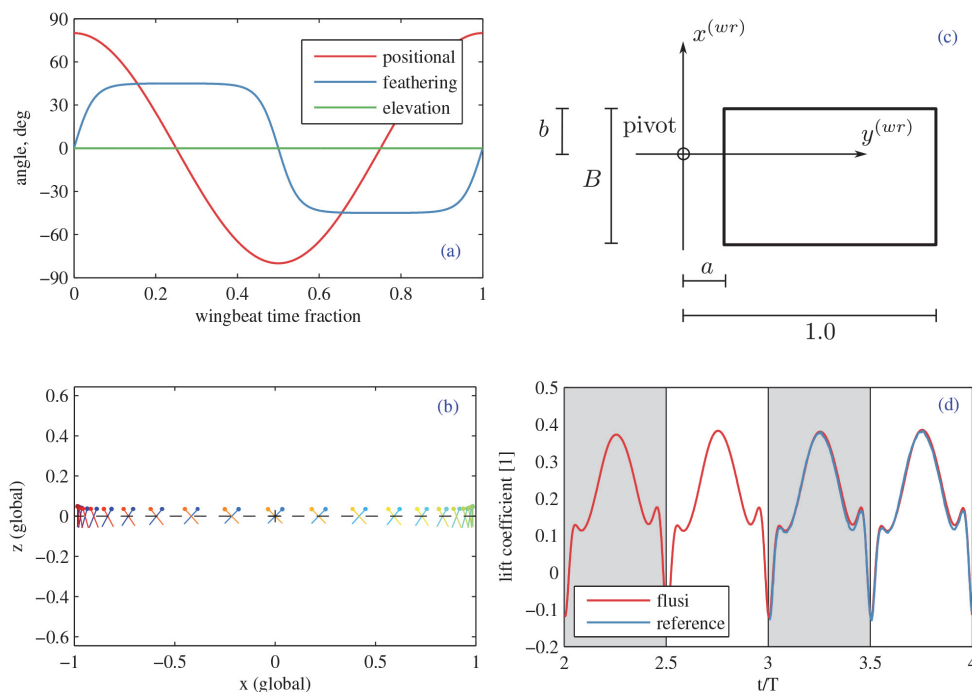 90
60
30
0
−30
−60
−90
angle, deg
positional
feathering
elevation
(a)
0 0.2 0.4 0.6 0.8 1
wingbeat time fraction
x^(wr)
(c)
b
pivot
y^(wr)
B
a
1.0
0.6
0.4
0.2
0
−0.2
−0.4
−0.6
z (global)
(b)
−1 −0.5 0 0.5 1
x (global)
0.5
0.4
0.3
0.2
0.1
0
−0.1
−0.2
lift coefficient [1]
(d)
flusi
reference
2 2.5 3 3.5 4
t/T